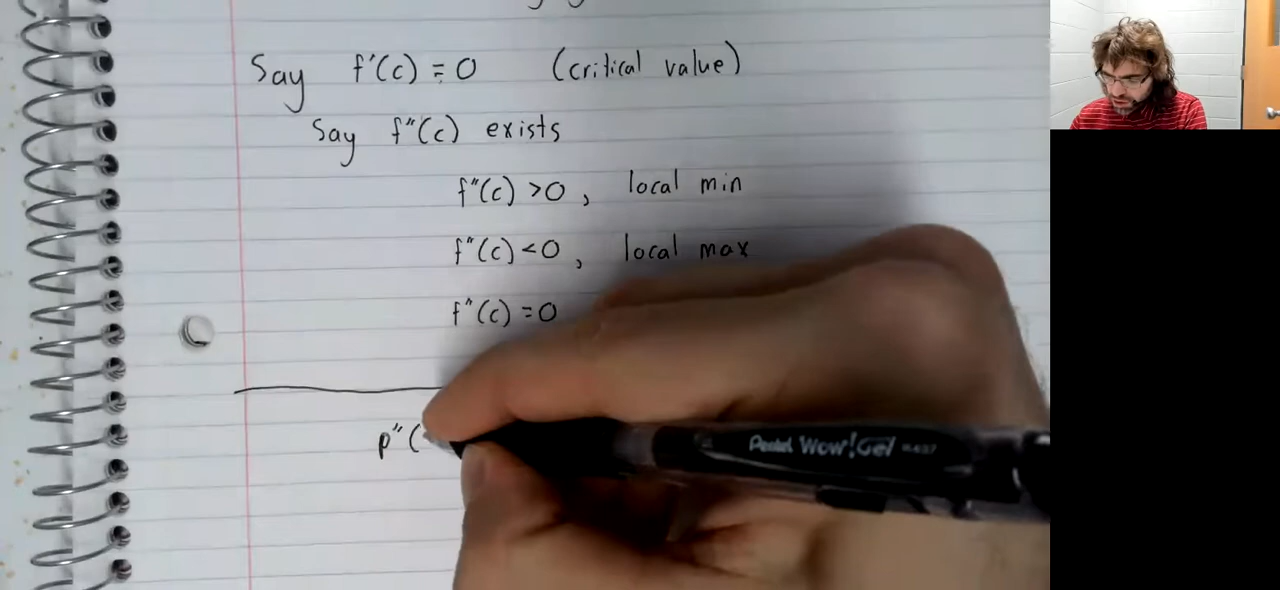 Say f'(c) = 0 (critical value)
Say f"(c) exists
f"(c) > 0, local min
f"(c) < 0, local max
f"(c) = 0
p"(
Pentel Wow! Gel